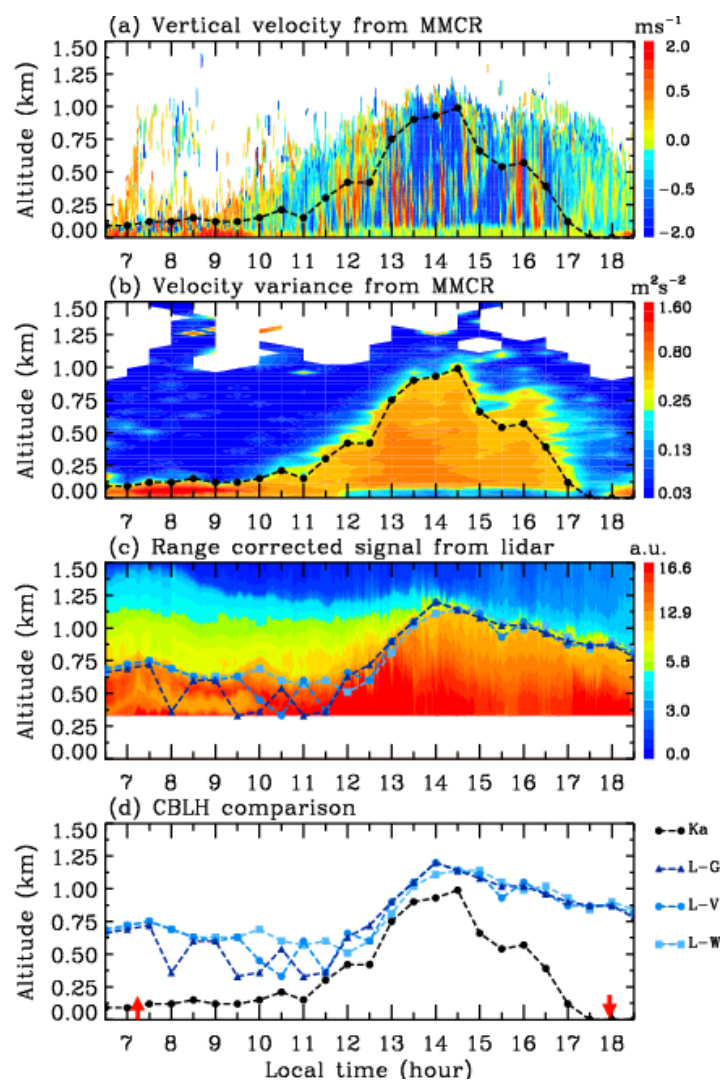 (a) Vertical velocity from MMCR
ms⁻¹
1.50
1.25
1.00
0.75
0.50
0.25
0.00
Altitude (km)
2.0
1.0
0.0
−0.5
−2.0
7 8 9 10 11 12 13 14 15 16 17 18
(b) Velocity variance from MMCR
m²s⁻²
1.50
1.25
1.00
0.75
0.50
0.25
0.00
Altitude (km)
1.60
0.80
0.25
0.13
0.03
7 8 9 10 11 12 13 14 15 16 17 18
(c) Range corrected signal from lidar
a.u.
1.50
1.25
1.00
0.75
0.50
0.25
0.00
Altitude (km)
16.6
12.9
5.8
3.0
0.0
7 8 9 10 11 12 13 14 15 16 17 18
(d) CBLH comparison
1.50
1.25
1.00
0.75
0.50
0.25
0.00
Altitude (km)
Ka
L−G
L−V
L−W
7 8 9 10 11 12 13 14 15 16 17 18
Local time (hour)